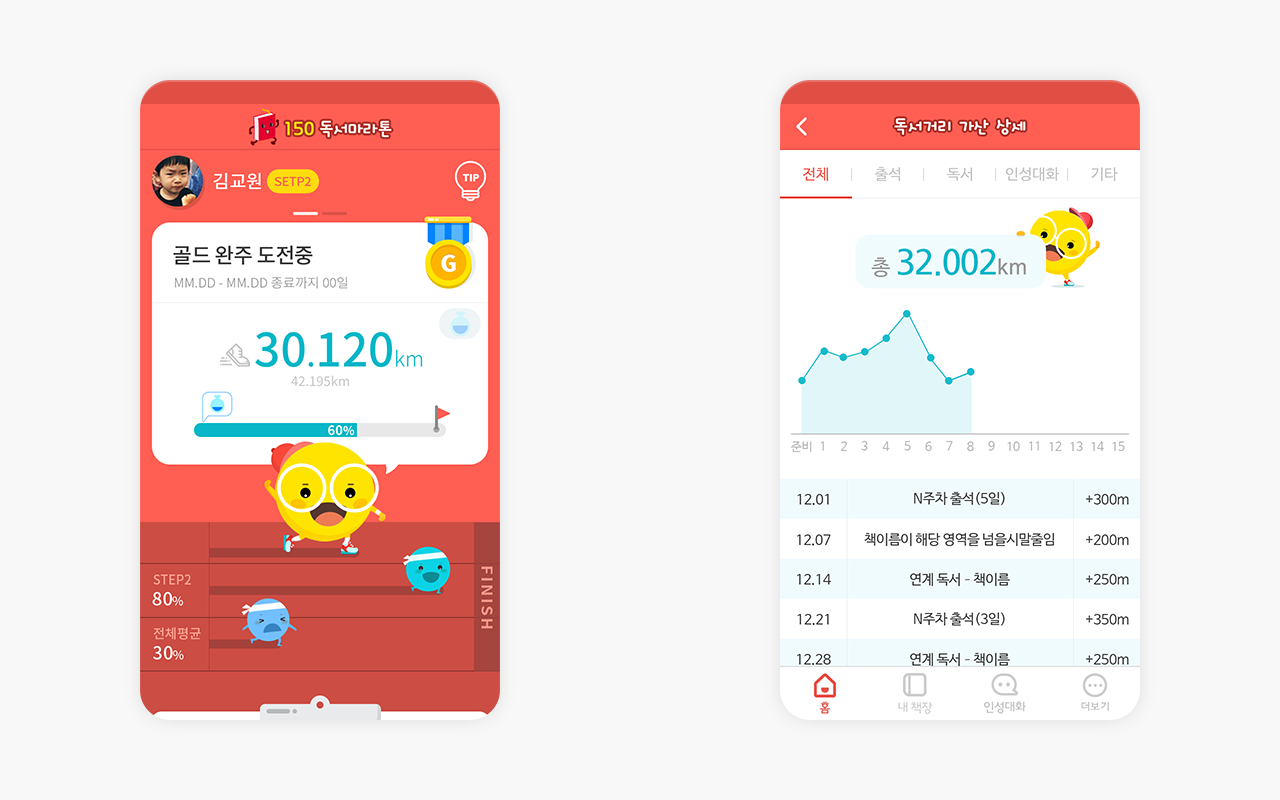 150 독서마라톤
김교원 SETP2
TIP
골드 완주 도전중
MM.DD - MM.DD 종료까지 00일
G
30.120km
42.195km
60%
STEP2
80%
전체평균
30%
FINISH
독서거리 가산 상세
전체 출석 독서 인성대화 기타
총 32.002km
준비 1 2 3 4 5 6 7 8 9 10 11 12 13 14 15
12.01 N주차 출석(5일) +300m
12.07 책이름이 해당 영역을 넘을시말줄임 +200m
12.14 연계 독서 - 책이름 +250m
12.21 N주차 출석(3일) +350m
12.28 연계 독서 - 책이름 +250m
홈 내 책장 인성대화 더보기